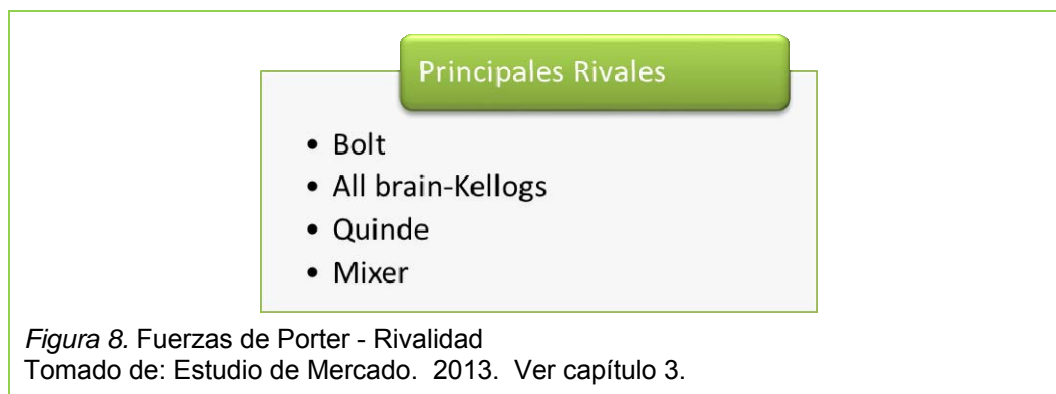 Principales Rivales
• Bolt
• All brain-Kellogs
• Quinde
• Mixer
Figura 8. Fuerzas de Porter - Rivalidad
Tomado de: Estudio de Mercado. 2013. Ver capítulo 3.